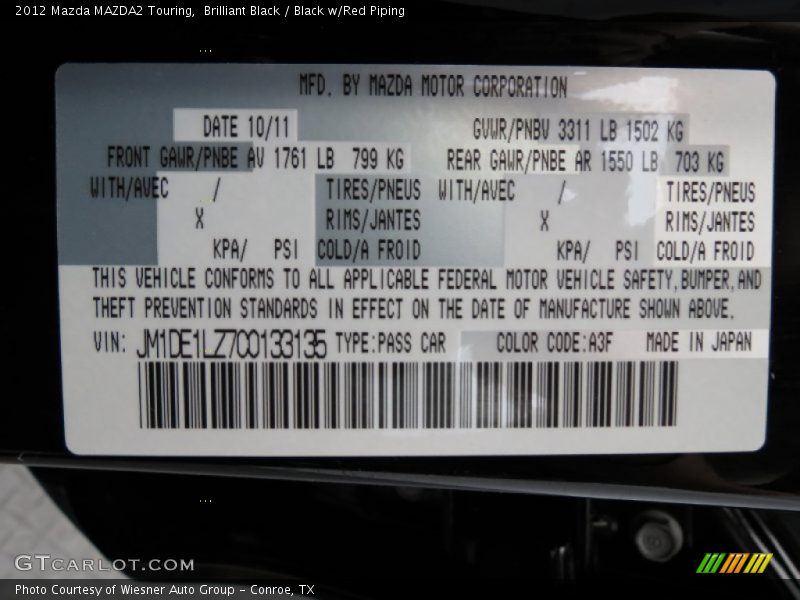 2012 Mazda MAZDA2 Touring,  Brilliant Black / Black w/Red Piping
MFD. BY MAZDA MOTOR CORPORATION
DATE 10/11 GVWR/PNBV 3311 LB 1502 KG
FRONT GAWR/PNBE AV 1761 LB 799 KG REAR GAWR/PNBE AR 1550 LB 703 KG
WITH/AVEC / TIRES/PNEUS WITH/AVEC / TIRES/PNEUS
X RIMS/JANTES X RIMS/JANTES
KPA/ PSI COLD/A FROID KPA/ PSI COLD/A FROID
THIS VEHICLE CONFORMS TO ALL APPLICABLE FEDERAL MOTOR VEHICLE SAFETY,BUMPER,AND
THEFT PREVENTION STANDARDS IN EFFECT ON THE DATE OF MANUFACTURE SHOWN ABOVE.
VIN: JM1DE1LZ7C0133135 TYPE:PASS CAR COLOR CODE:A3F MADE IN JAPAN
GTCARLOT.COM
Photo Courtesy of Wiesner Auto Group - Conroe, TX